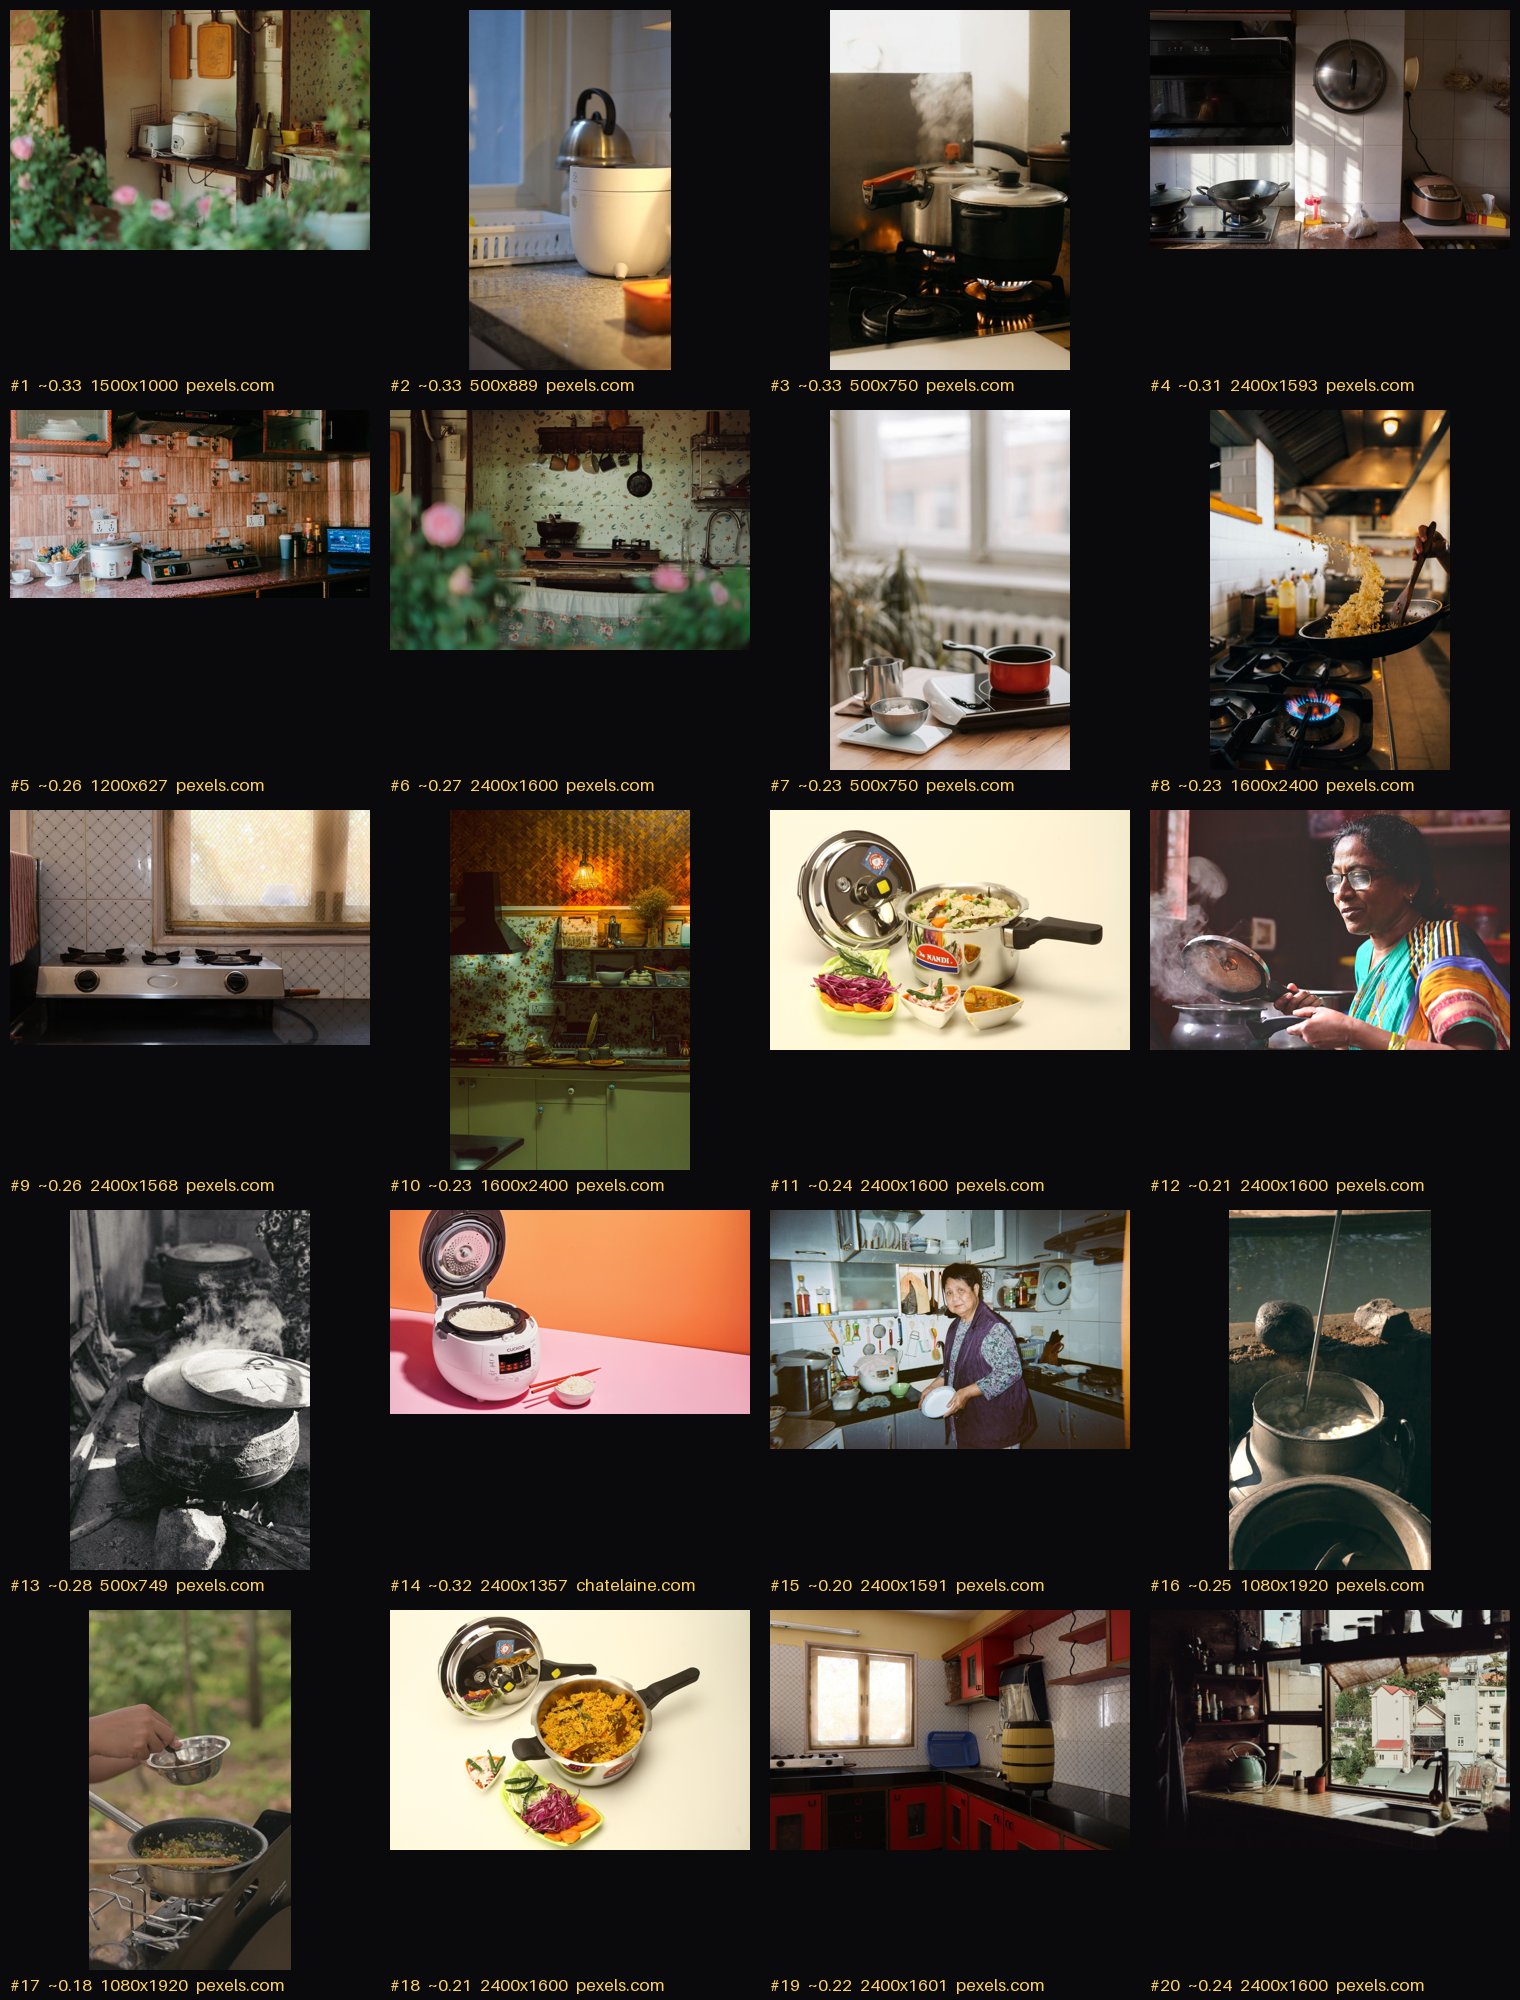 #1 ~0.33 1500x1000 pexels.com
#2 ~0.33 500x889 pexels.com
#3 ~0.33 500x750 pexels.com
#4 ~0.31 2400x1593 pexels.com
#5 ~0.26 1200x627 pexels.com
#6 ~0.27 2400x1600 pexels.com
#7 ~0.23 500x750 pexels.com
#8 ~0.23 1600x2400 pexels.com
NANDI
#9 ~0.26 2400x1568 pexels.com
#10 ~0.23 1600x2400 pexels.com
#11 ~0.24 2400x1600 pexels.com
#12 ~0.21 2400x1600 pexels.com
CUCKOO
#13 ~0.28 500x749 pexels.com
#14 ~0.32 2400x1357 chatelaine.com
#15 ~0.20 2400x1591 pexels.com
#16 ~0.25 1080x1920 pexels.com
#17 ~0.18 1080x1920 pexels.com
#18 ~0.21 2400x1600 pexels.com
#19 ~0.22 2400x1601 pexels.com
#20 ~0.24 2400x1600 pexels.com